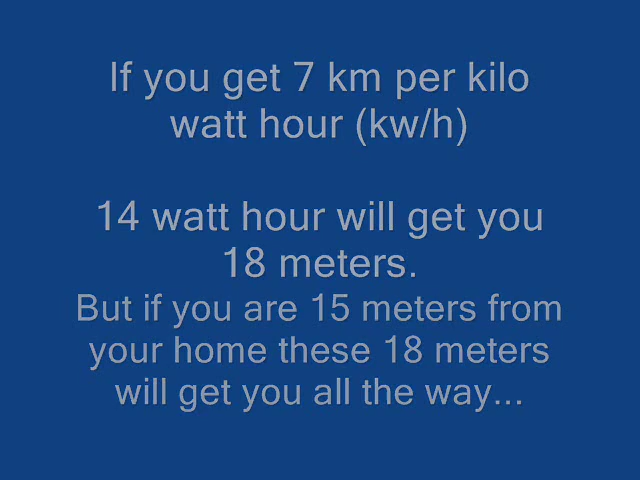 If you get 7 km per kilo
watt hour (kw/h)
14 watt hour will get you
18 meters.
But if you are 15 meters from
your home these 18 meters
will get you all the way...